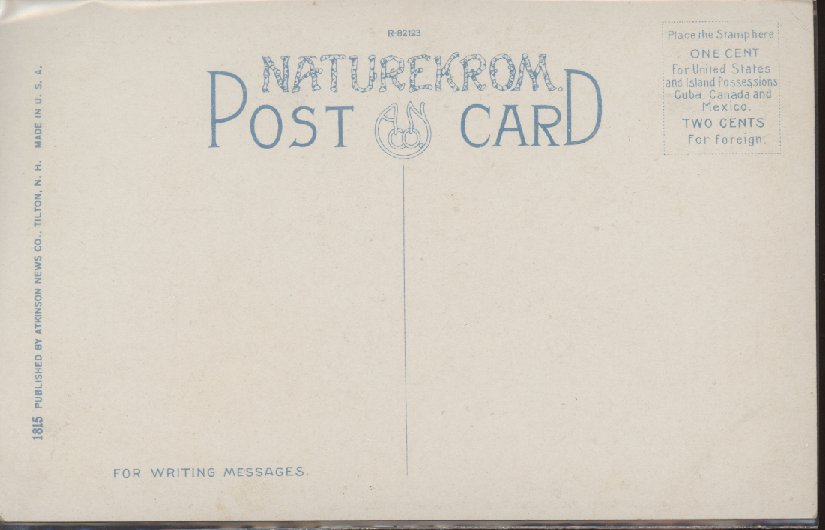 R-82123
NATUREKROM
POST CARD
ANCO.
Place the Stamp here
ONE CENT
For United States
and Island Possessions
Cuba, Canada and
Mexico.
TWO CENTS
For Foreign.
1815 PUBLISHED BY ATKINSON NEWS CO., TILTON, N. H. MADE IN U. S. A.
FOR WRITING MESSAGES.